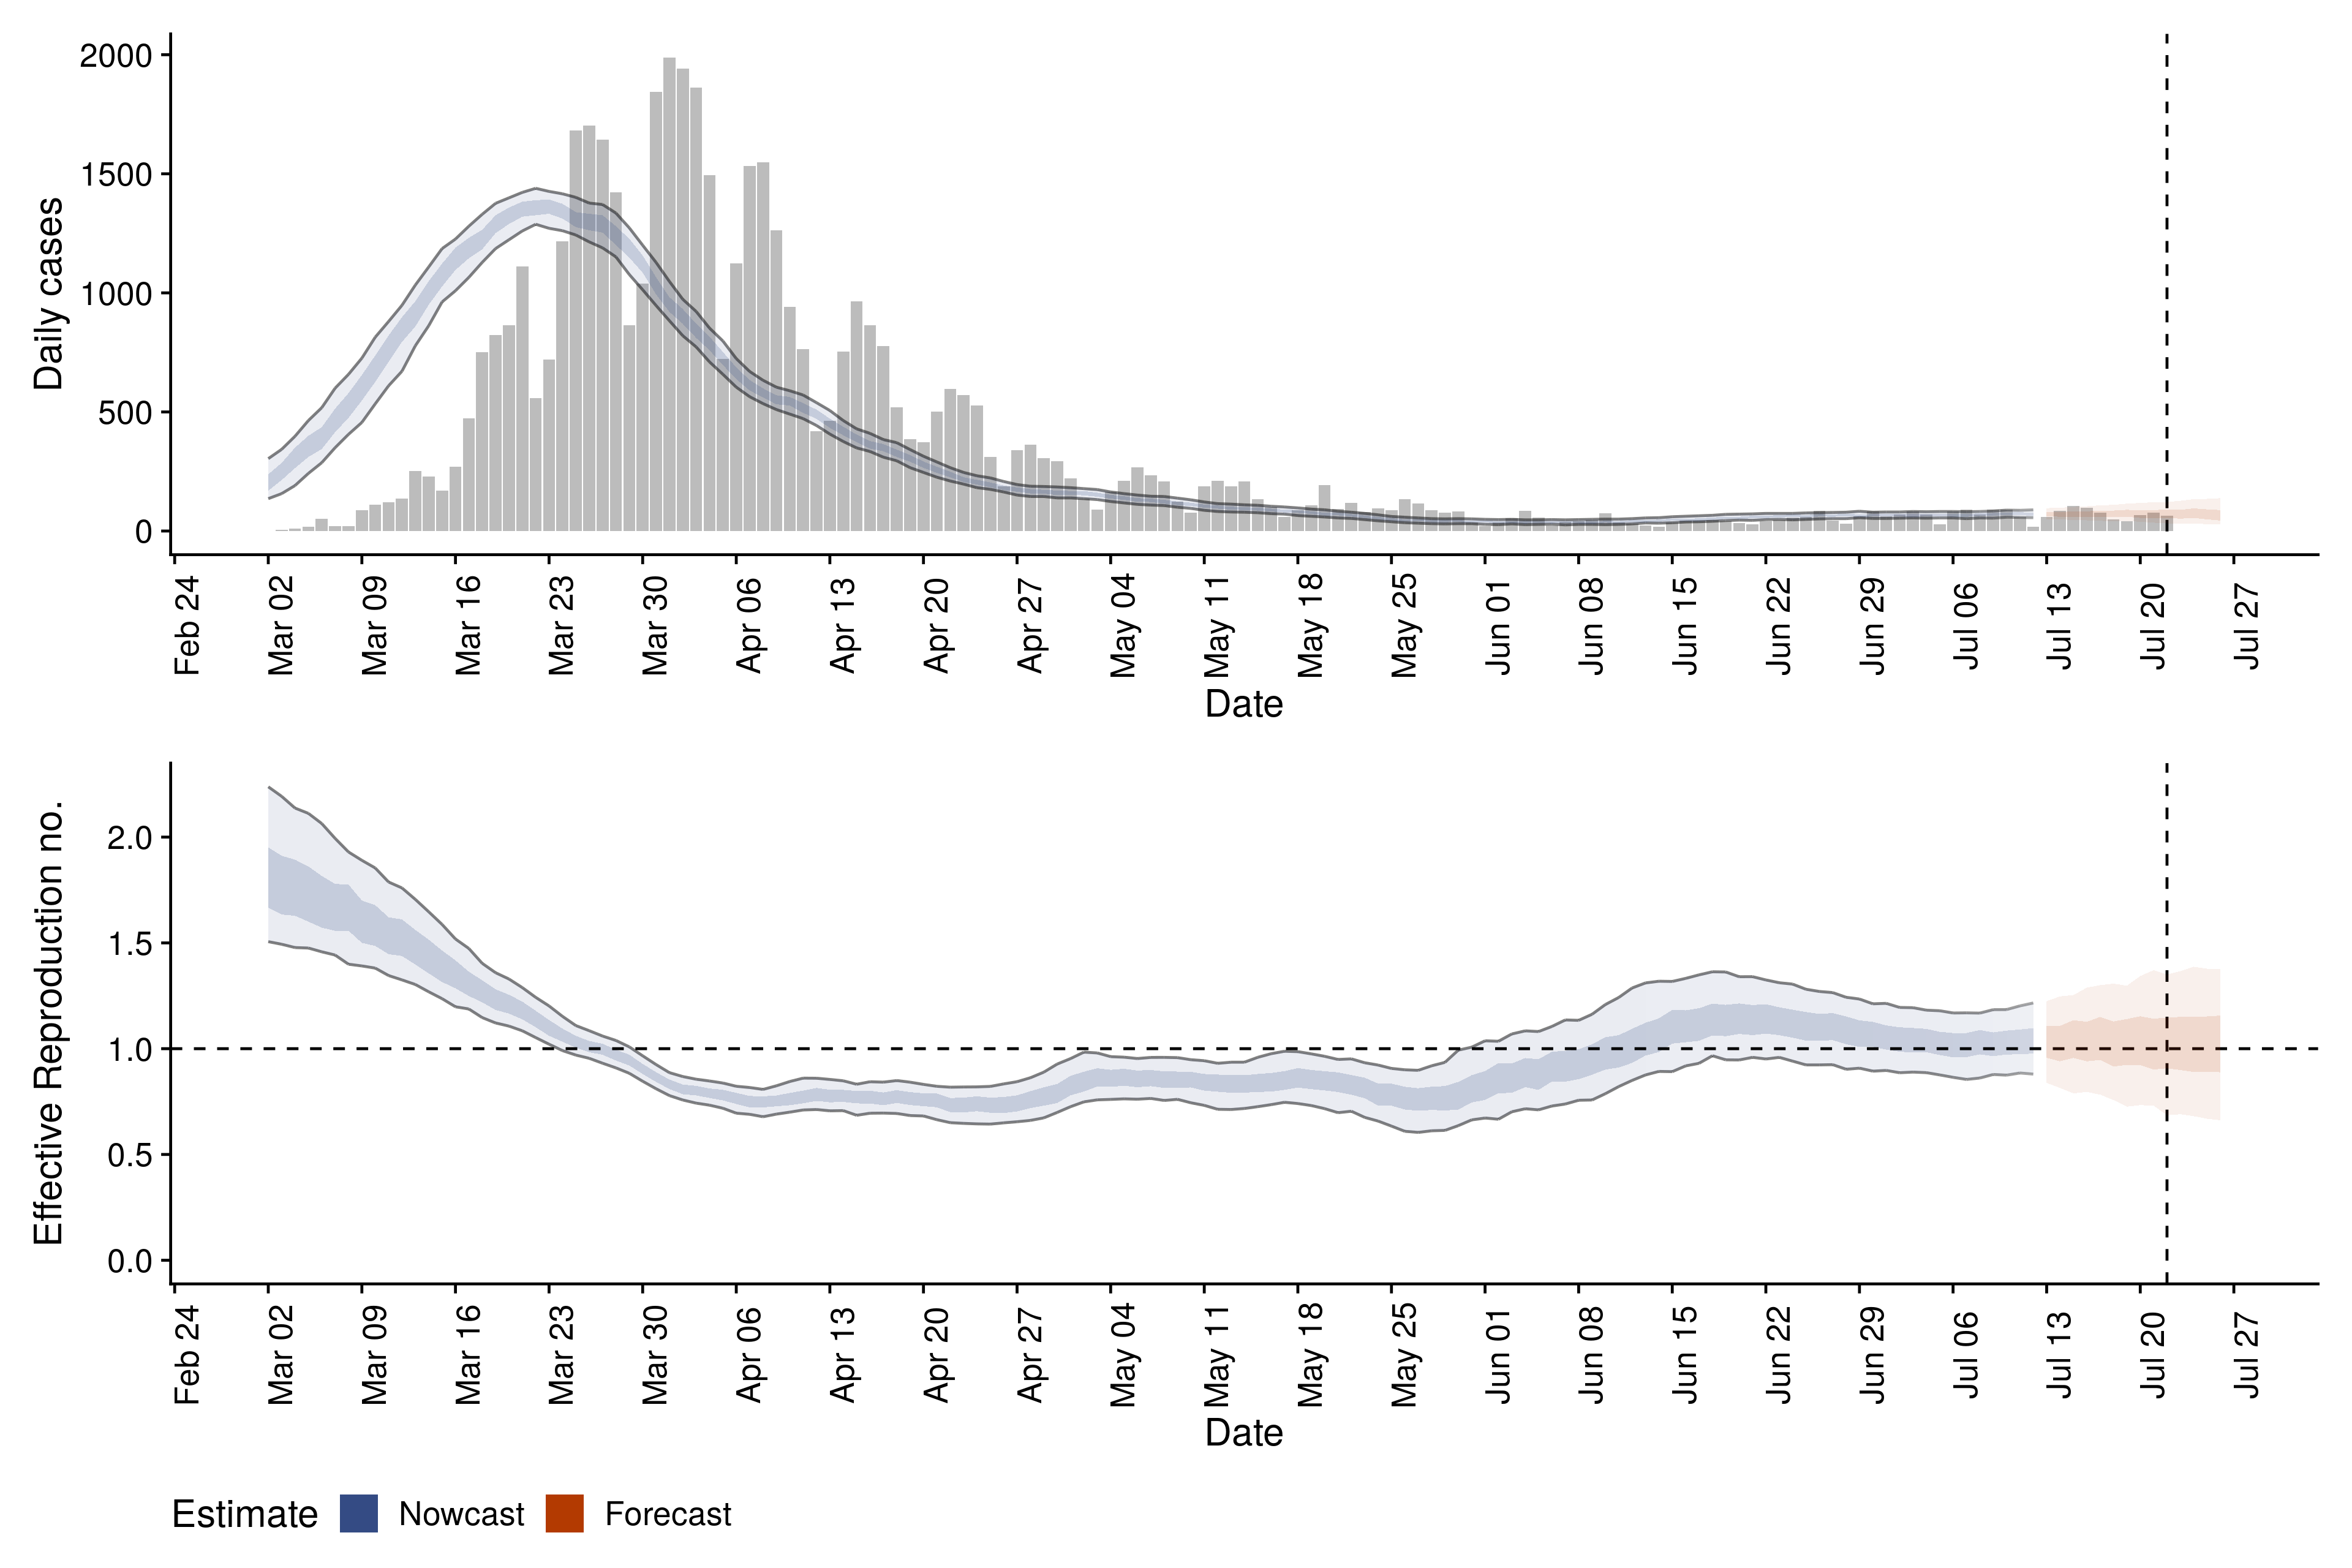 Daily cases
2000
1500
1000
500
0
Feb 24 Mar 02 Mar 09 Mar 16 Mar 23 Mar 30 Apr 06 Apr 13 Apr 20 Apr 27 May 04 May 11 May 18 May 25 Jun 01 Jun 08 Jun 15 Jun 22 Jun 29 Jul 06 Jul 13 Jul 20 Jul 27
Date
Effective Reproduction no.
2.0
1.5
1.0
0.5
0.0
Feb 24 Mar 02 Mar 09 Mar 16 Mar 23 Mar 30 Apr 06 Apr 13 Apr 20 Apr 27 May 04 May 11 May 18 May 25 Jun 01 Jun 08 Jun 15 Jun 22 Jun 29 Jul 06 Jul 13 Jul 20 Jul 27
Date
Estimate Nowcast Forecast